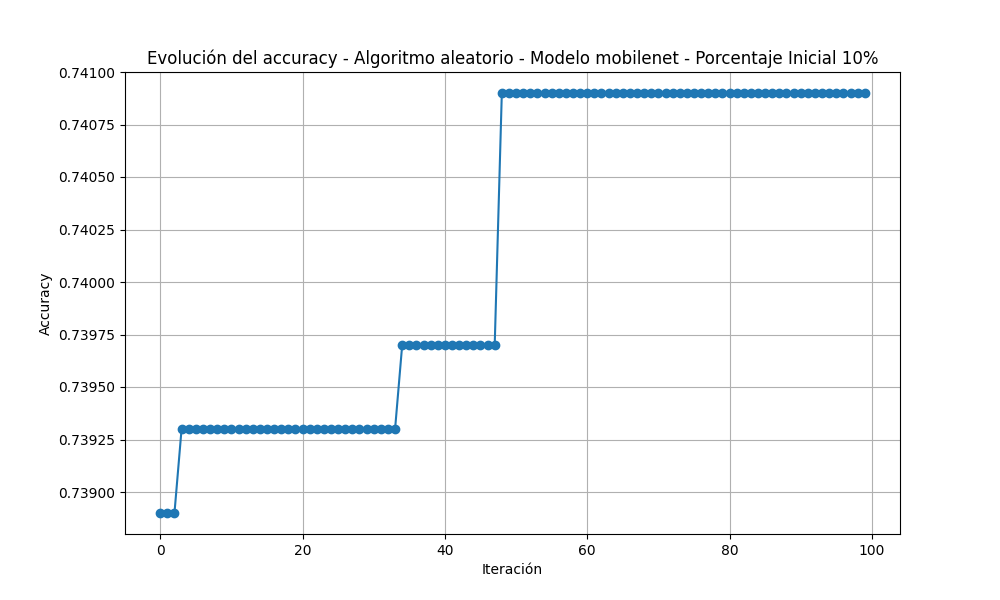 Evolución del accuracy - Algoritmo aleatorio - Modelo mobilenet - Porcentaje Inicial 10%
0.74100
0.74075
0.74050
0.74025
0.74000
0.73975
0.73950
0.73925
0.73900
Accuracy
0 20 40 60 80 100
Iteración